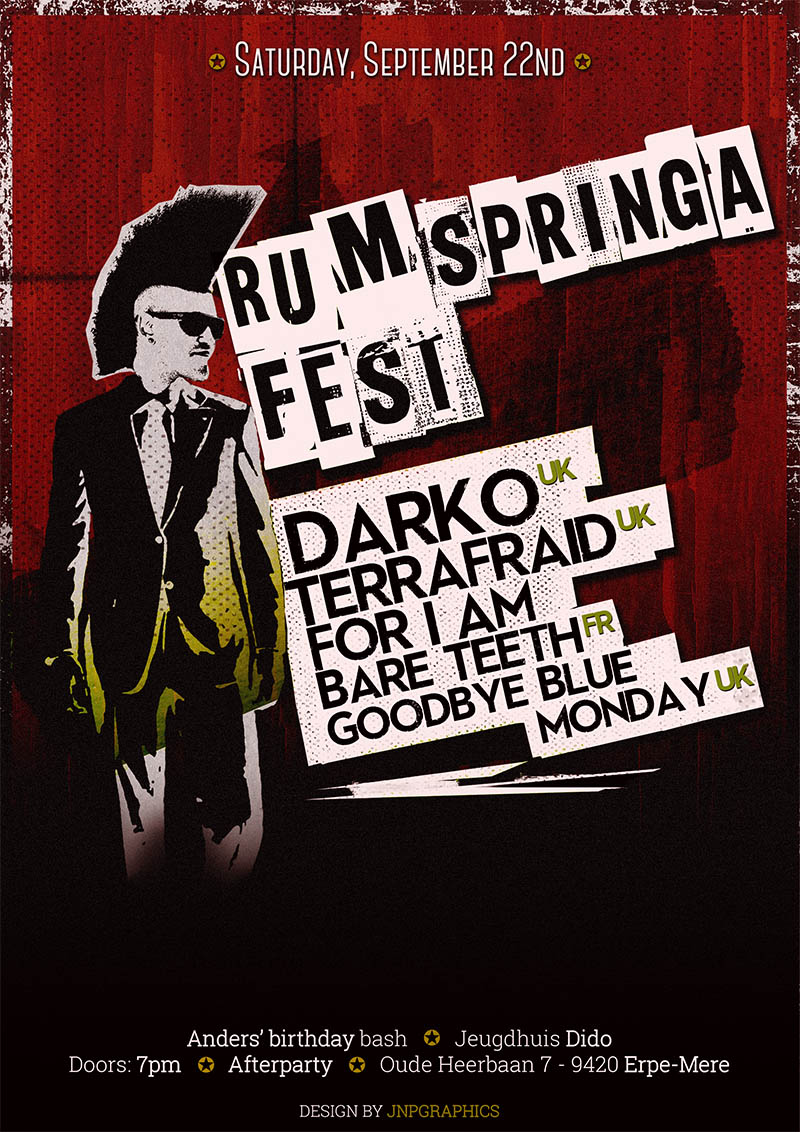 Saturday, September 22nd
RUMSPRINGA
FEST
DARKO UK
TERRAFRAID UK
FOR I AM
BARE TEETH FR
GOODBYE BLUE
MONDAY UK
Anders' birthday bash ✪ Jeugdhuis Dido
Doors: 7pm ✪ Afterparty ✪ Oude Heerbaan 7 - 9420 Erpe-Mere
DESIGN BY JNPGRAPHICS